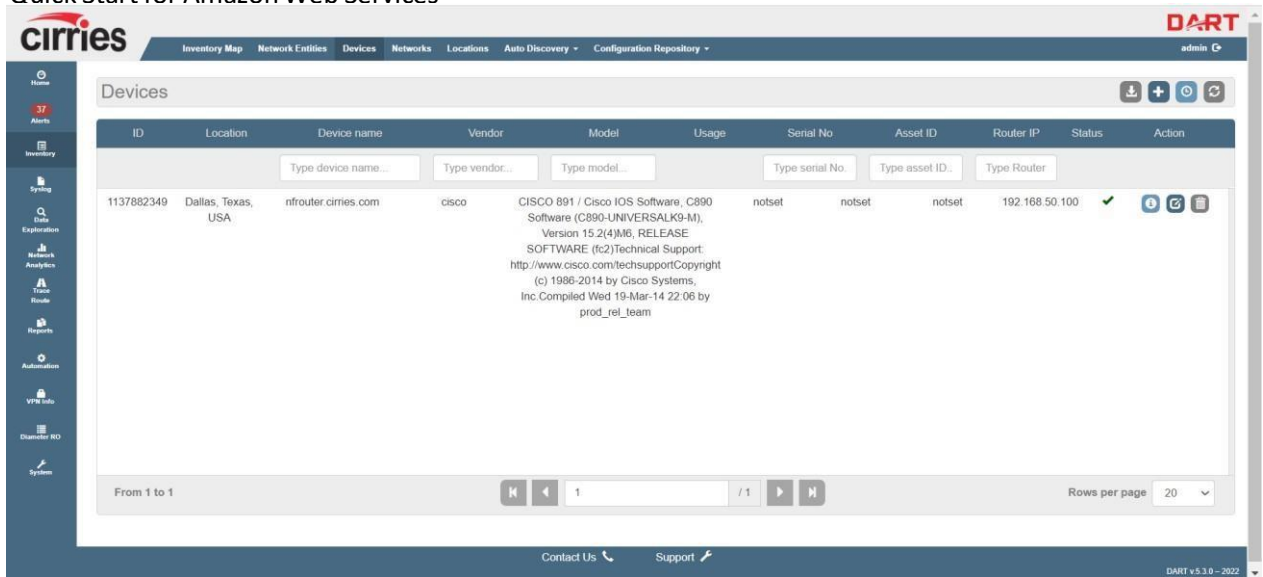 Quick Start for Amazon Web Services
cirries
DART
Inventory Map Network Entities Devices Networks Locations Auto Discovery Configuration Repository
admin
Home
37
Alerts
Inventory
Syslog
Data
Exploration
Network
Analytics
Trace
Route
Reports
Automation
VPN Info
Diameter RO
System
Devices
ID Location Device name Vendor Model Usage Serial No Asset ID Router IP Status Action
Type device name... Type vendor... Type model... Type serial No. Type asset ID.. Type Router
1137882349 Dallas, Texas, USA nfrouter.cirries.com cisco CISCO 891 / Cisco IOS Software, C890 notset notset notset 192.168.50.100
Software (C890-UNIVERSALK9-M),
Version 15.2(4)M6, RELEASE
SOFTWARE (fc2)Technical Support:
http://www.cisco.com/techsupportCopyright
(c) 1986-2014 by Cisco Systems,
Inc.Compiled Wed 19-Mar-14 22:06 by
prod_rel_team
From 1 to 1
1 / 1
Rows per page 20
Contact Us Support
DART v.5.3.0 – 2022